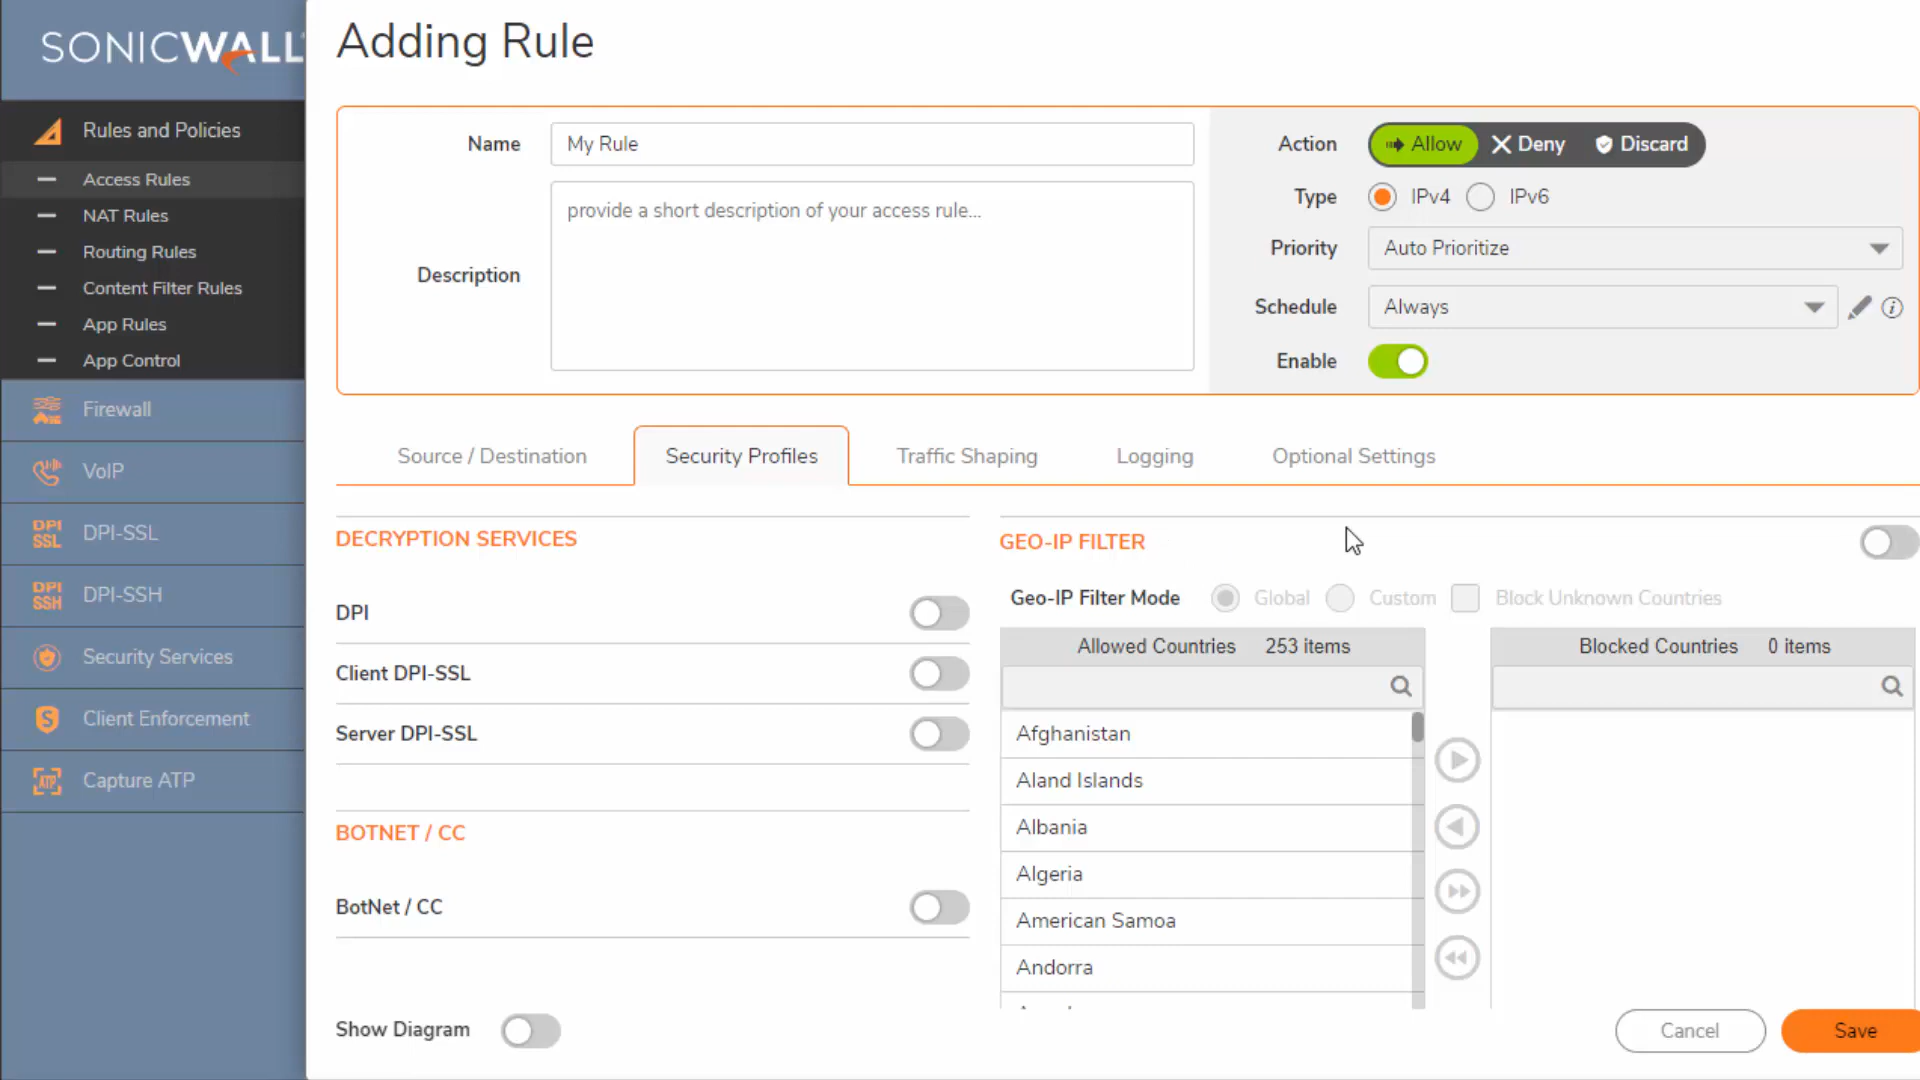 SONICWALL
Adding Rule
Rules and Policies
Access Rules
NAT Rules
Routing Rules
Content Filter Rules
App Rules
App Control
Firewall
VoIP
DPI SSL
DPI-SSL
DPI SSH
DPI-SSH
Security Services
Client Enforcement
ATP
Capture ATP
Name
My Rule
Description
provide a short description of your access rule...
Action
Allow
Deny
Discard
Type
IPv4
IPv6
Priority
Auto Prioritize
Schedule
Always
Enable
Source / Destination
Security Profiles
Traffic Shaping
Logging
Optional Settings
DECRYPTION SERVICES
DPI
Client DPI-SSL
Server DPI-SSL
BOTNET / CC
BotNet / CC
GEO-IP FILTER
Geo-IP Filter Mode
Global
Custom
Block Unknown Countries
Allowed Countries 253 items
Afghanistan
Aland Islands
Albania
Algeria
American Samoa
Andorra
Blocked Countries 0 items
Show Diagram
Cancel
Save